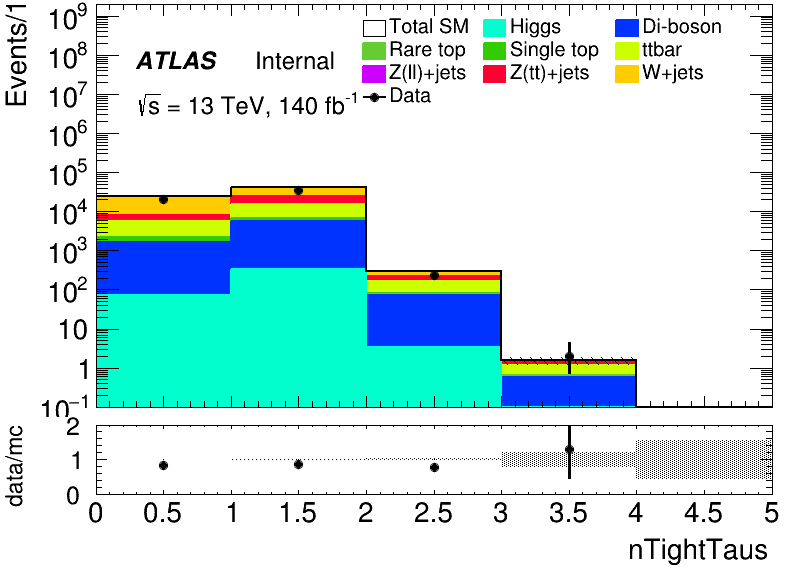 Events/1
10⁹
10⁸
10⁷
10⁶
10⁵
10⁴
10³
10²
10
1
10⁻¹
ATLAS Internal
√s = 13 TeV, 140 fb⁻¹
Total SM Higgs Di-boson
Rare top Single top ttbar
Z(ll)+jets Z(tt)+jets W+jets
Data
data/mc
2
1
0
0 0.5 1 1.5 2 2.5 3 3.5 4 4.5 5
nTightTaus